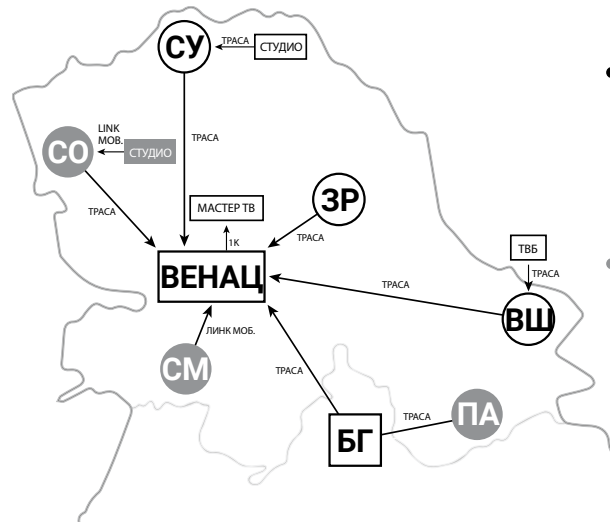 СУ
ТРАСА
СТУДИО
LINK
МОВ.
СО
СТУДИО
ТРАСА
ТРАСА
МАСТЕР ТВ
1К
ЗР
ТРАСА
ВЕНАЦ
ТРАСА
ТВБ
ТРАСА
ВШ
ЛИНК МОБ.
СМ
ТРАСА
БГ
ТРАСА
ПА